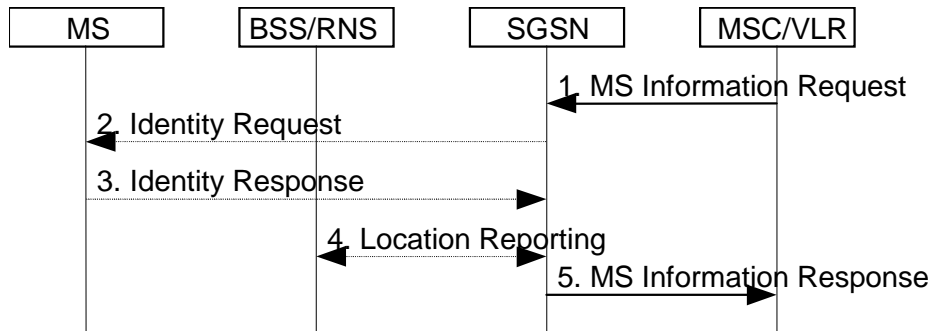 MS BSS/RNS SGSN MSC/VLR
1. MS Information Request
2. Identity Request
3. Identity Response
4. Location Reporting
5. MS Information Response